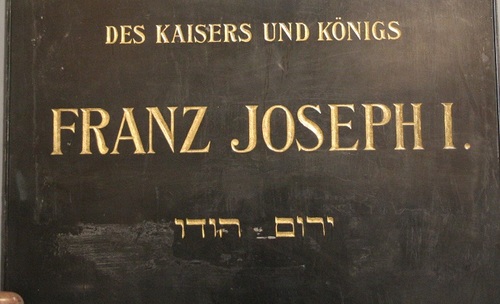 DES KAISERS UND KÖNIGS
FRANZ JOSEPH I.
ירום הודו